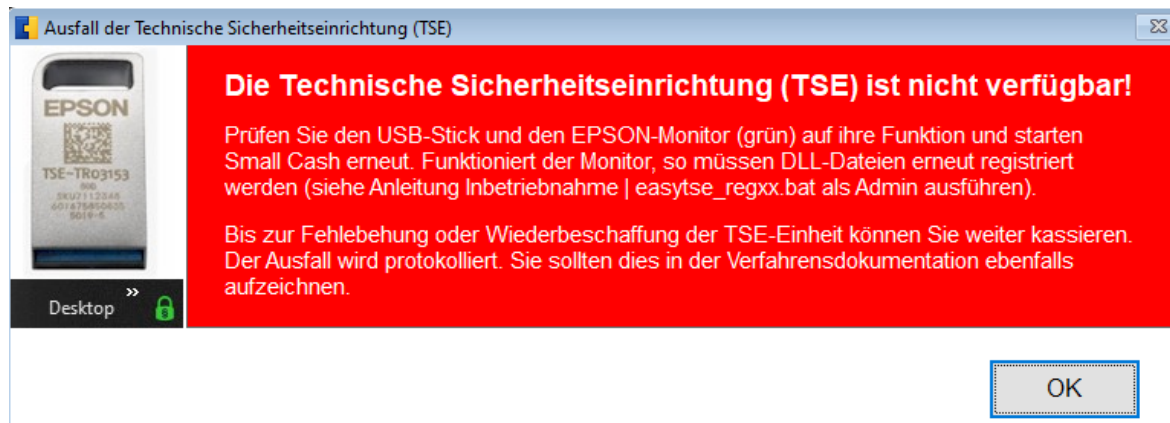 Ausfall der Technische Sicherheitseinrichtung (TSE)
EPSON
TSE-TR03153
Die Technische Sicherheitseinrichtung (TSE) ist nicht verfügbar!
Prüfen Sie den USB-Stick und den EPSON-Monitor (grün) auf ihre Funktion und starten
Small Cash erneut. Funktioniert der Monitor, so müssen DLL-Dateien erneut registriert
werden (siehe Anleitung Inbetriebnahme | easytse_regxx.bat als Admin ausführen).
Bis zur Fehlebehung oder Wiederbeschaffung der TSE-Einheit können Sie weiter kassieren.
Der Ausfall wird protokolliert. Sie sollten dies in der Verfahrensdokumentation ebenfalls
aufzeichnen.
Desktop »
OK